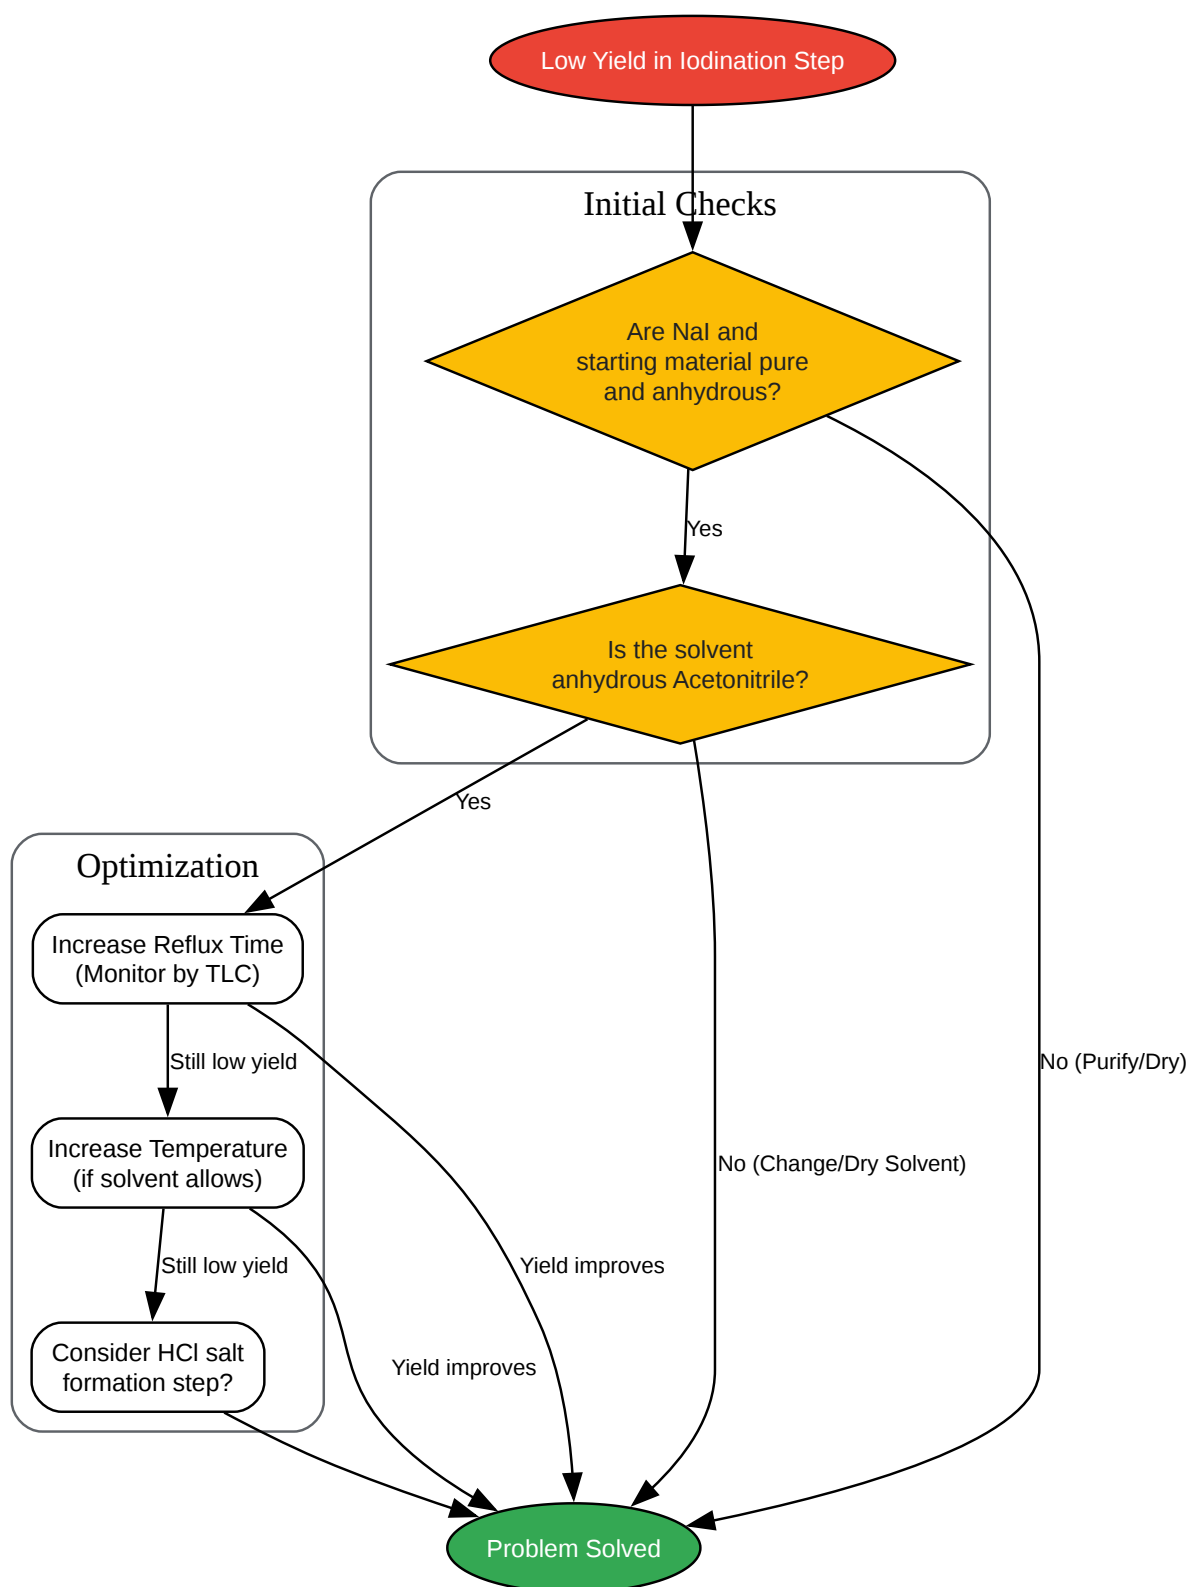 Low Yield in Iodination Step
Initial Checks
Are NaI and
starting material pure
and anhydrous?
Yes
Is the solvent
anhydrous Acetonitrile?
Yes
Optimization
Increase Reflux Time
(Monitor by TLC)
Still low yield
No (Purify/Dry)
Increase Temperature
(if solvent allows)
No (Change/Dry Solvent)
Still low yield
Yield improves
Consider HCl salt
formation step?
Yield improves
Problem Solved